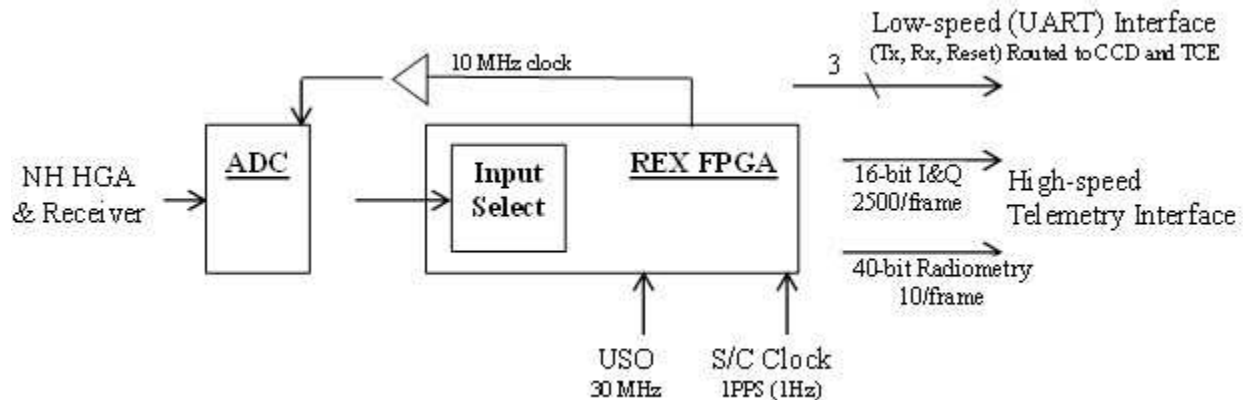 Low-speed (UART) Interface
(Tx, Rx, Reset) Routed to CCD and TCE
3
10 MHz clock
ADC
REX FPGA
Input
Select
NH HGA
& Receiver
16-bit I&Q
2500/frame
High-speed
Telemetry Interface
40-bit Radiometry
10/frame
USO
30 MHz
S/C Clock
1PPS (1Hz)